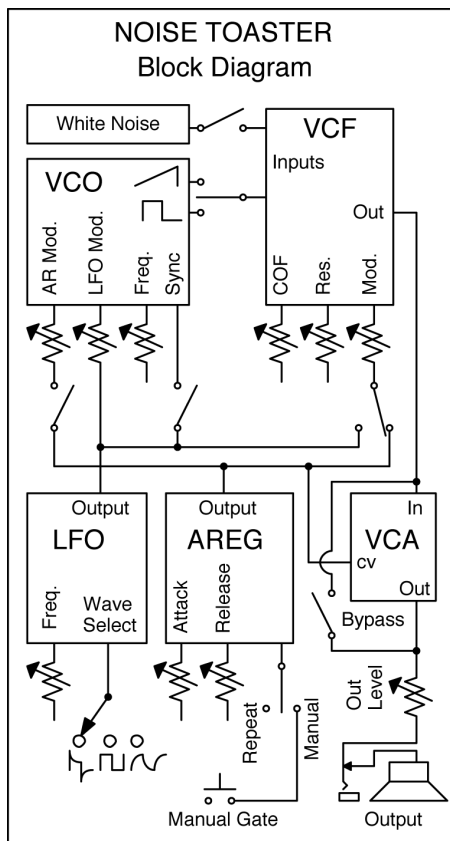 NOISE TOASTER
Block Diagram
White Noise
VCF
Inputs
Out
COF
Res.
Mod.
VCO
AR Mod.
LFO Mod.
Freq.
Sync
Output
LFO
Freq.
Wave
Select
Output
AREG
Attack
Release
In
VCA
cv
Out
Bypass
Out
Level
Repeat
Manual
Manual Gate
Output